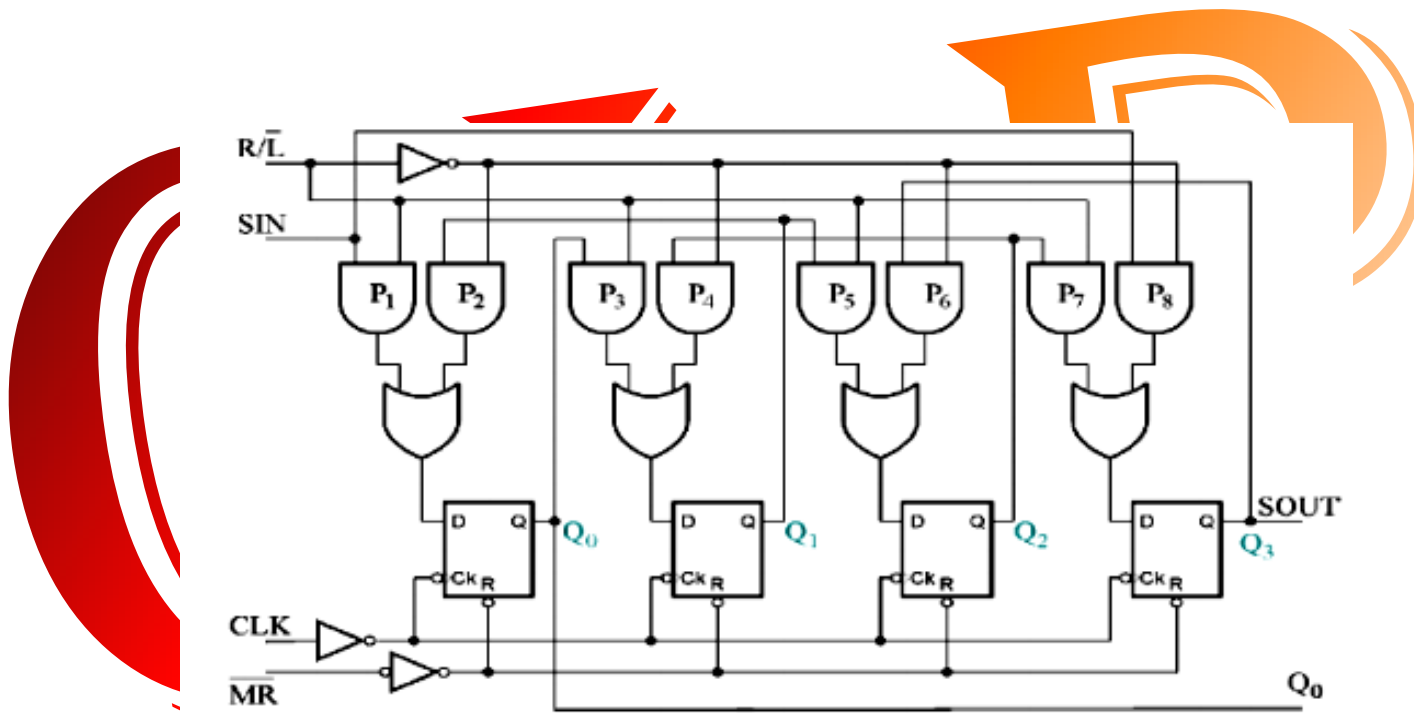 R/L̅
SIN
P₁ P₂ P₃ P₄ P₅ P₆ P₇ P₈
D Q Q₀ D Q Q₁ D Q Q₂ D Q SOUT
Q₃
Ck R Ck R Ck R Ck R
CLK
M̅R̅
Q₀